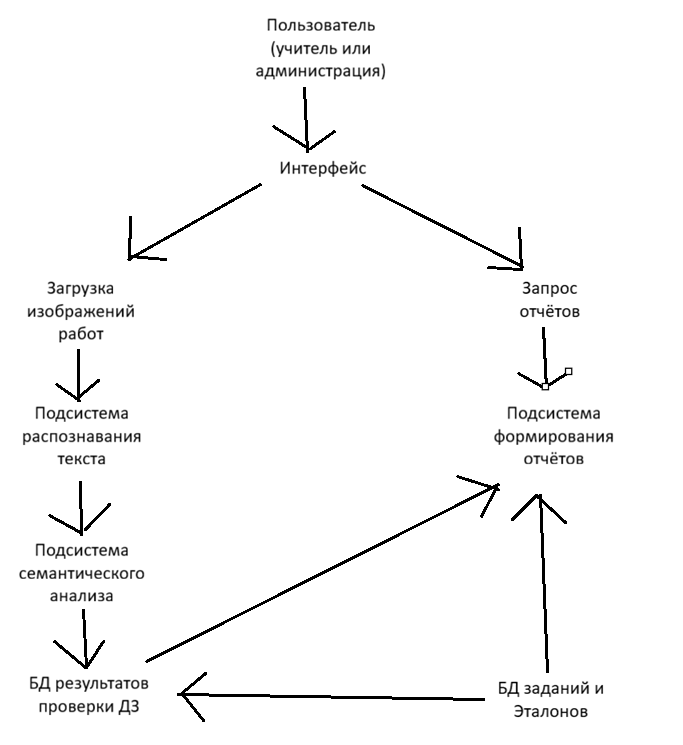 Пользователь
(учитель или
администрация)
Интерфейс
Загрузка
изображений
работ
Запрос
отчётов
Подсистема
распознавания
текста
Подсистема
формирования
отчётов
Подсистема
семантического
анализа
БД результатов
проверки ДЗ
БД заданий и
Эталонов